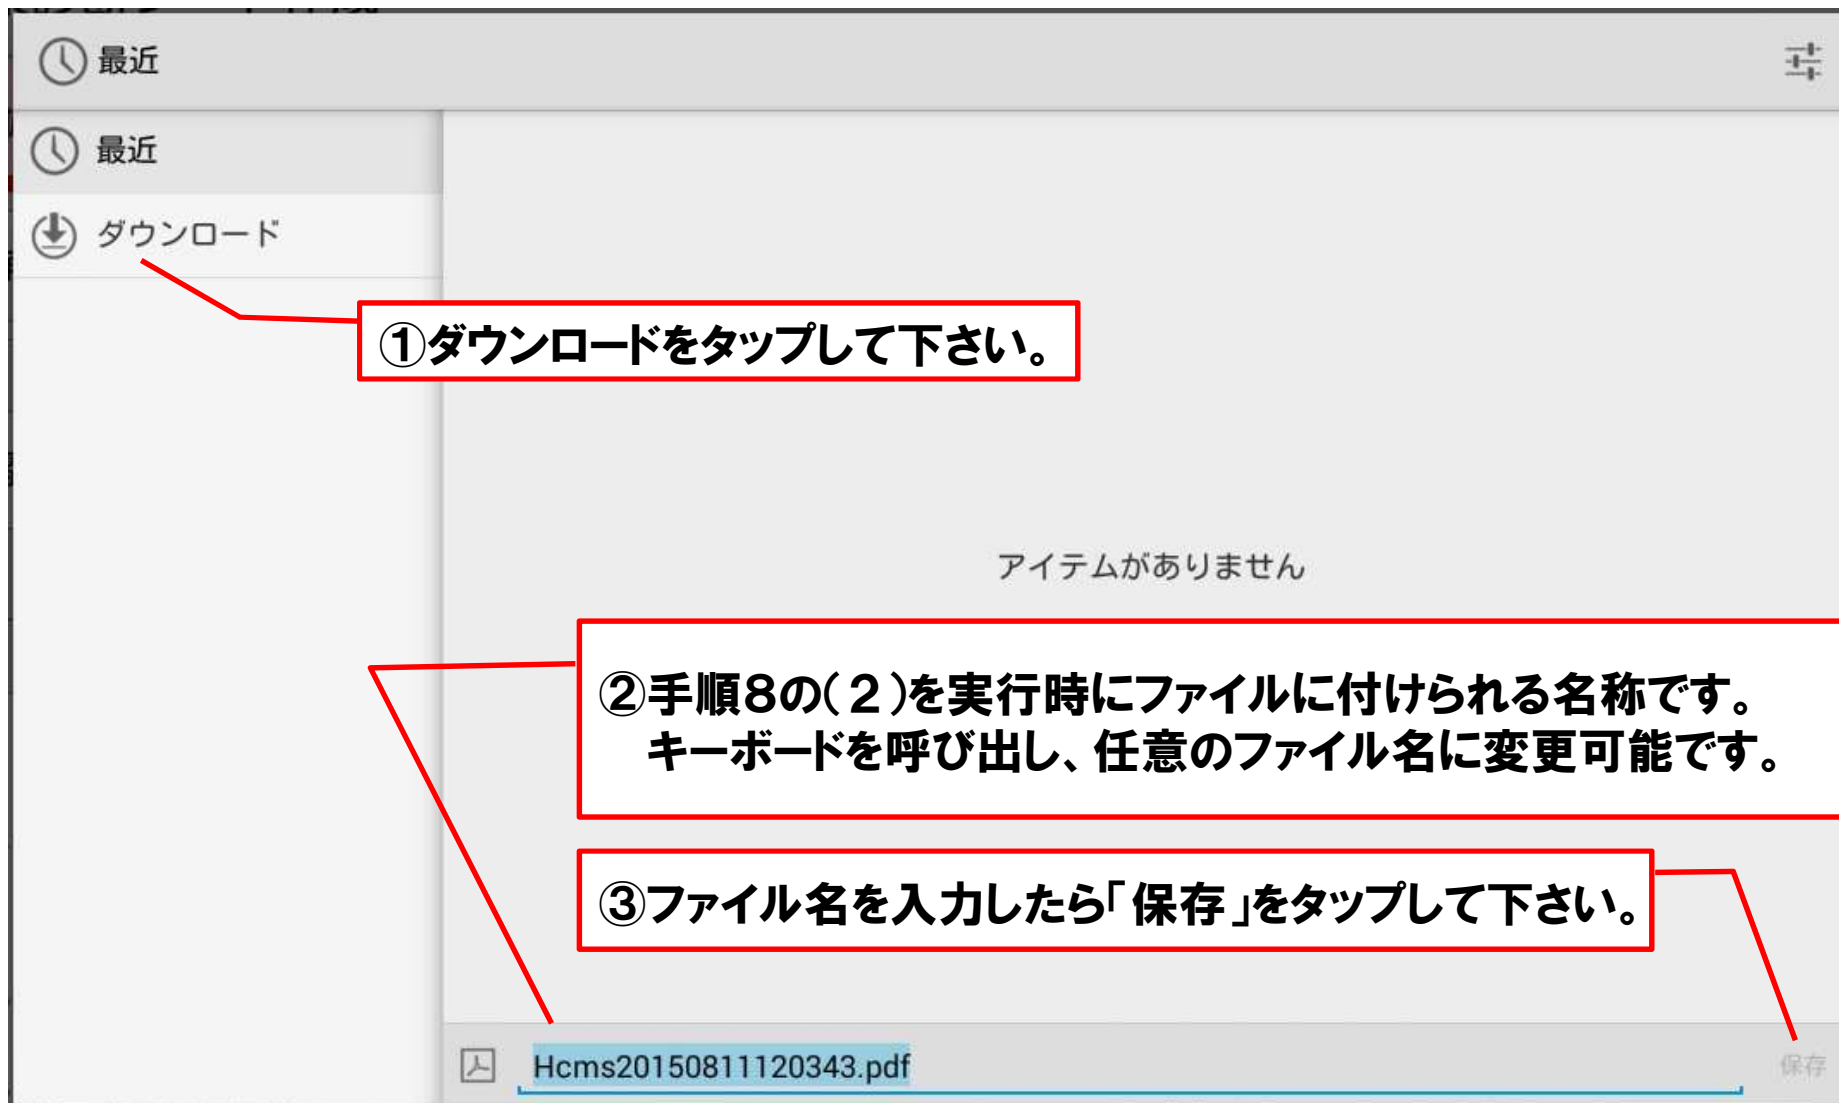 最近
最近
ダウンロード
①ダウンロードをタップして下さい。
アイテムがありません
②手順8の(2)を実行時にファイルに付けられる名称です。
キーボードを呼び出し、任意のファイル名に変更可能です。
③ファイル名を入力したら「保存」をタップして下さい。
Hcms20150811120343.pdf
保存